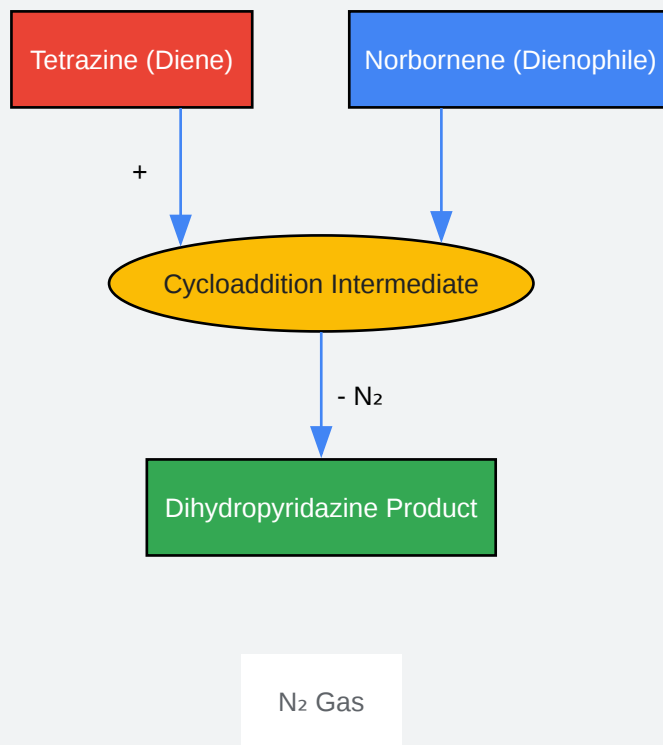 Tetrazine (Diene)
Norbornene (Dienophile)
+
Cycloaddition Intermediate
- N₂
Dihydropyridazine Product
N₂ Gas